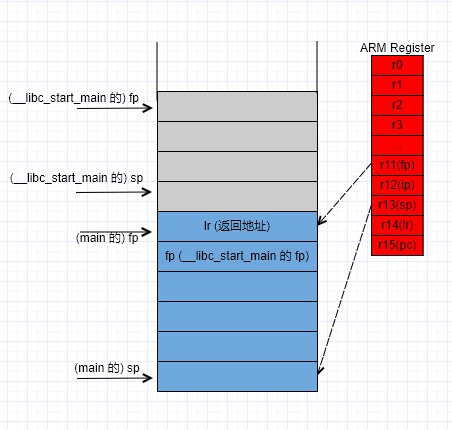 ARM Register
r0
r1
r2
r3
...
r11(fp)
r12(ip)
r13(sp)
r14(lr)
r15(pc)
(__libc_start_main 的) fp
(__libc_start_main 的) sp
(main 的) fp
(main 的) sp
lr (返回地址)
fp (__libc_start_main 的 fp)